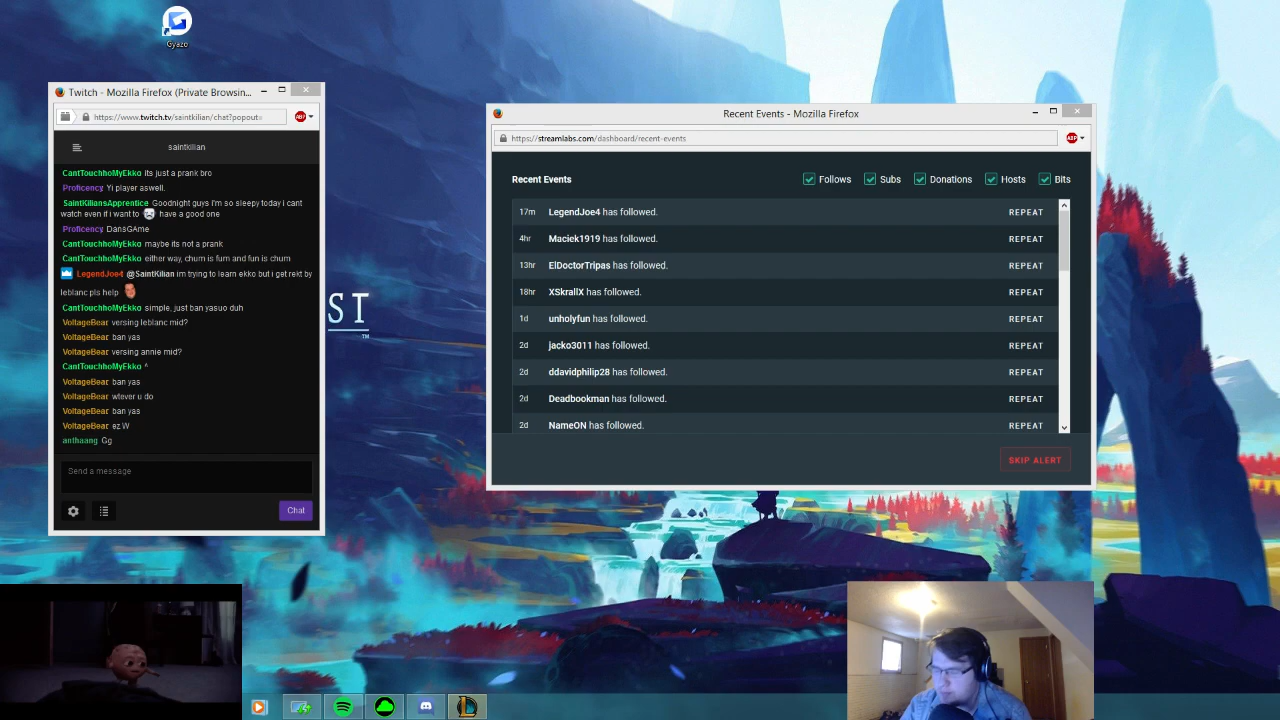 Gyazo
Twitch - Mozilla Firefox (Private Browsin...
https://www.twitch.tv/saintkilian/chat?popout=
ABP
saintkilian
CantTouchhoMyEkko its just a prank bro
Proficency: Yi player aswell.
SaintKiliansApprentice Goodnight guys I'm so sleepy today i cant
watch even if i want to have a good one
Proficency: DansGAme
CantTouchhoMyEkko maybe its not a prank
CantTouchhoMyEkko either way, chum is fum and fun is chum
LegendJoe4 @SaintKilian im trying to learn ekko but i get rekt by
leblanc pls help
CantTouchhoMyEkko simple, just ban yasuo duh
VoltageBear: versing leblanc mid?
VoltageBear: ban yas
VoltageBear: versing annie mid?
CantTouchhoMyEkko ^
VoltageBear: ban yas
VoltageBear: wtever u do
VoltageBear: ban yas
VoltageBear: ez W
anthaang Gg
Send a message
Chat
ST
TM
Recent Events - Mozilla Firefox
https://streamlabs.com/dashboard/recent-events
ABP
Recent Events Follows Subs Donations Hosts Bits
17m LegendJoe4 has followed. REPEAT
4hr Maciek1919 has followed. REPEAT
13hr ElDoctorTripas has followed. REPEAT
18hr XSkrallX has followed. REPEAT
1d unholyfun has followed. REPEAT
2d jacko3011 has followed. REPEAT
2d ddavidphilip28 has followed. REPEAT
2d Deadbookman has followed. REPEAT
2d NameON has followed. REPEAT
SKIP ALERT